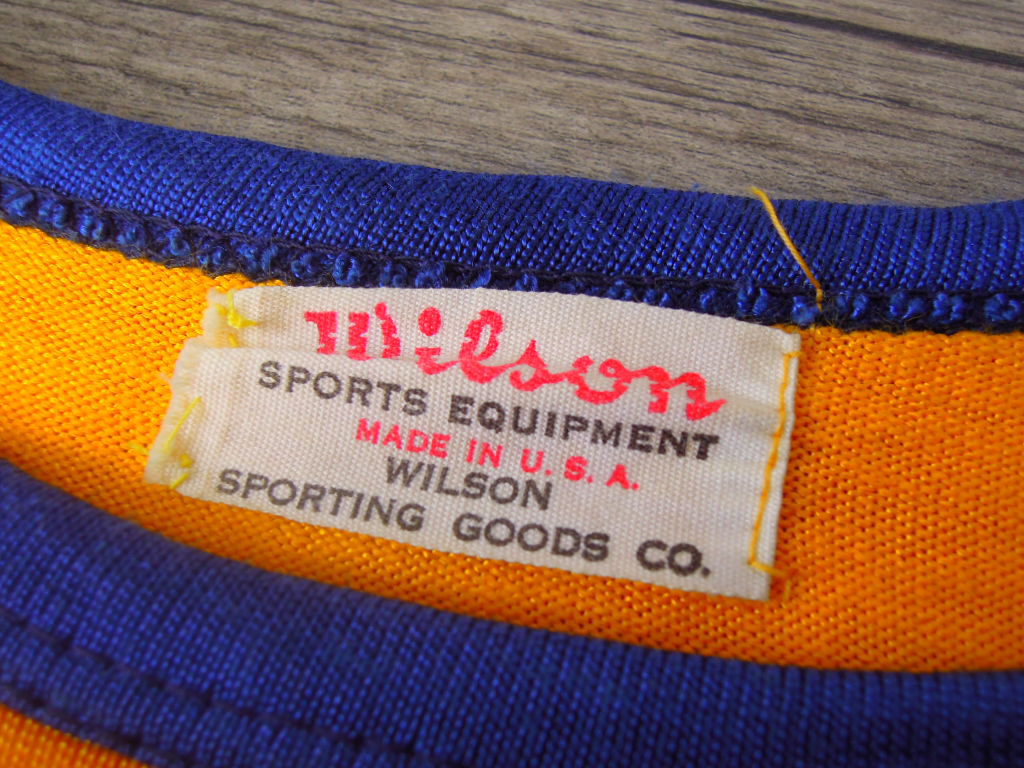 Wilson
SPORTS EQUIPMENT
MADE IN U. S. A.
WILSON
SPORTING GOODS CO.